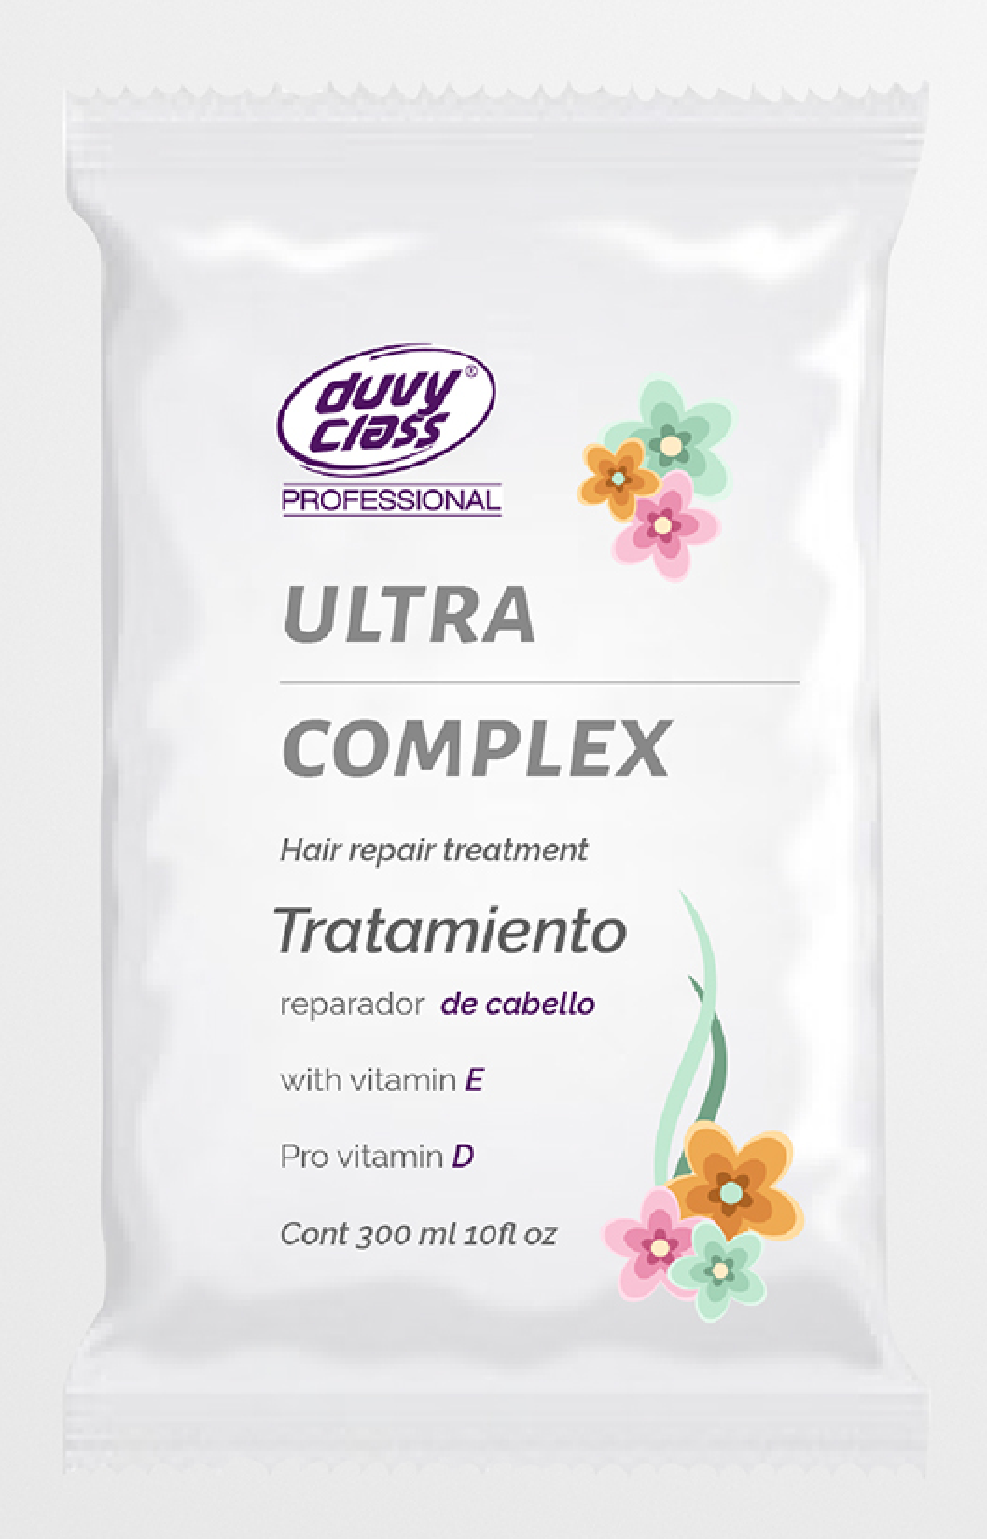 duvy®
class
PROFESSIONAL
ULTRA
COMPLEX
Hair repair treatment
Tratamiento
reparador de cabello
with vitamin E
Pro vitamin D
Cont 300 ml 10fl oz